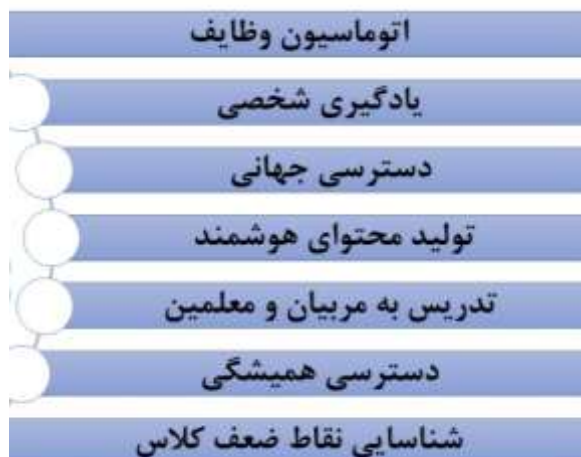 اتوماسیون وظایف
یادگیری شخصی
دسترسی جهانی
تولید محتوای هوشمند
تدریس به مربیان و معلمین
دسترسی همیشگی
شناسایی نقاط ضعف کلاس